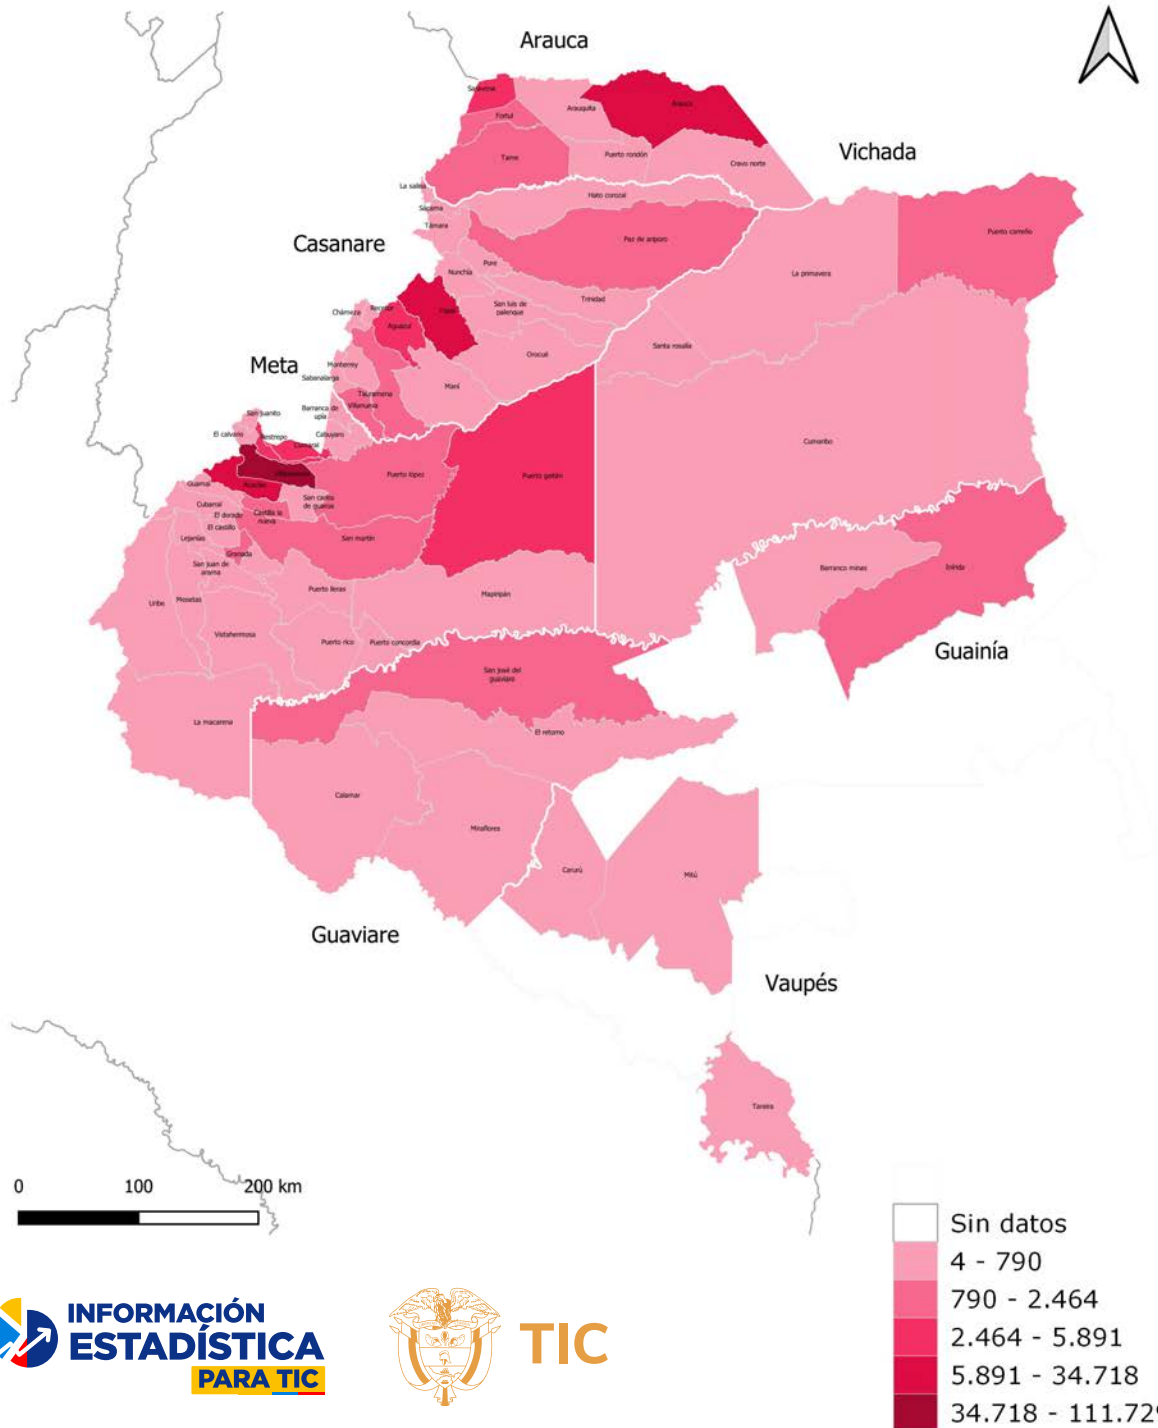 Arauca
Saravena
Arauquita
Arauca
Fortul
Tame
Puerto rondón
Cravo norte
Vichada
La salina
Hato corozal
Sácama
Támara
Casanare
Paz de ariporo
Puerto carreño
Pore
Nunchía
La primavera
Trinidad
San luis de
palenque
Chámeza
Recetor
Yopal
Aguazul
Santa rosalía
Orocué
Meta
Monterrey
Sabanalarga
Maní
Tauramena
Villanueva
Barranca de
upía
San juanito
Cabuyaro
El calvario
Restrepo
Cumaral
Cumaribo
Puerto lópez
Puerto gaitán
Guamal
Acacías
San carlos
de guaroa
Cubarral
El dorado
Castilla la
nueva
El castillo
Lejanías
San martín
Granada
San juan de
arama
Barranco minas
Inírida
Puerto lleras
Mapiripán
Uribe
Mesetas
Vistahermosa
Puerto rico
Puerto concordia
Guainía
San josé del
guaviare
La macarena
El retorno
Calamar
Miraflores
Carurú
Mitú
Guaviare
Vaupés
Taraira
0 100 200 km
Sin datos
4 - 790
790 - 2.464
2.464 - 5.891
5.891 - 34.718
INFORMACIÓN
ESTADÍSTICA
PARA TIC
TIC